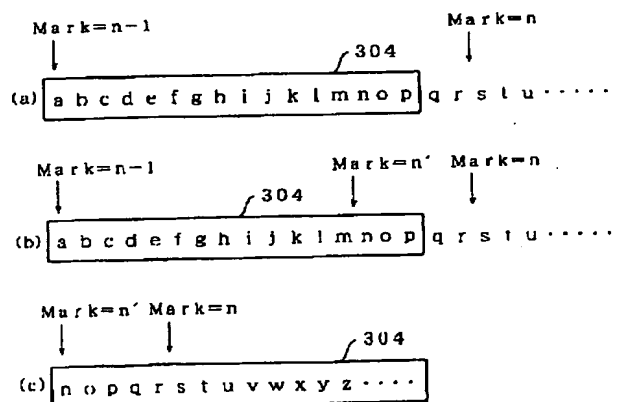 Mark=n-1 Mark=n
304
(a) a b c d e f g h i j k l m n o p q r s t u ·····
Mark=n-1 Mark=n' Mark=n
304
(b) a b c d e f g h i j k l m n o p q r s t u ·····
Mark=n' Mark=n
304
(c) n o p q r s t u v w x y z ····